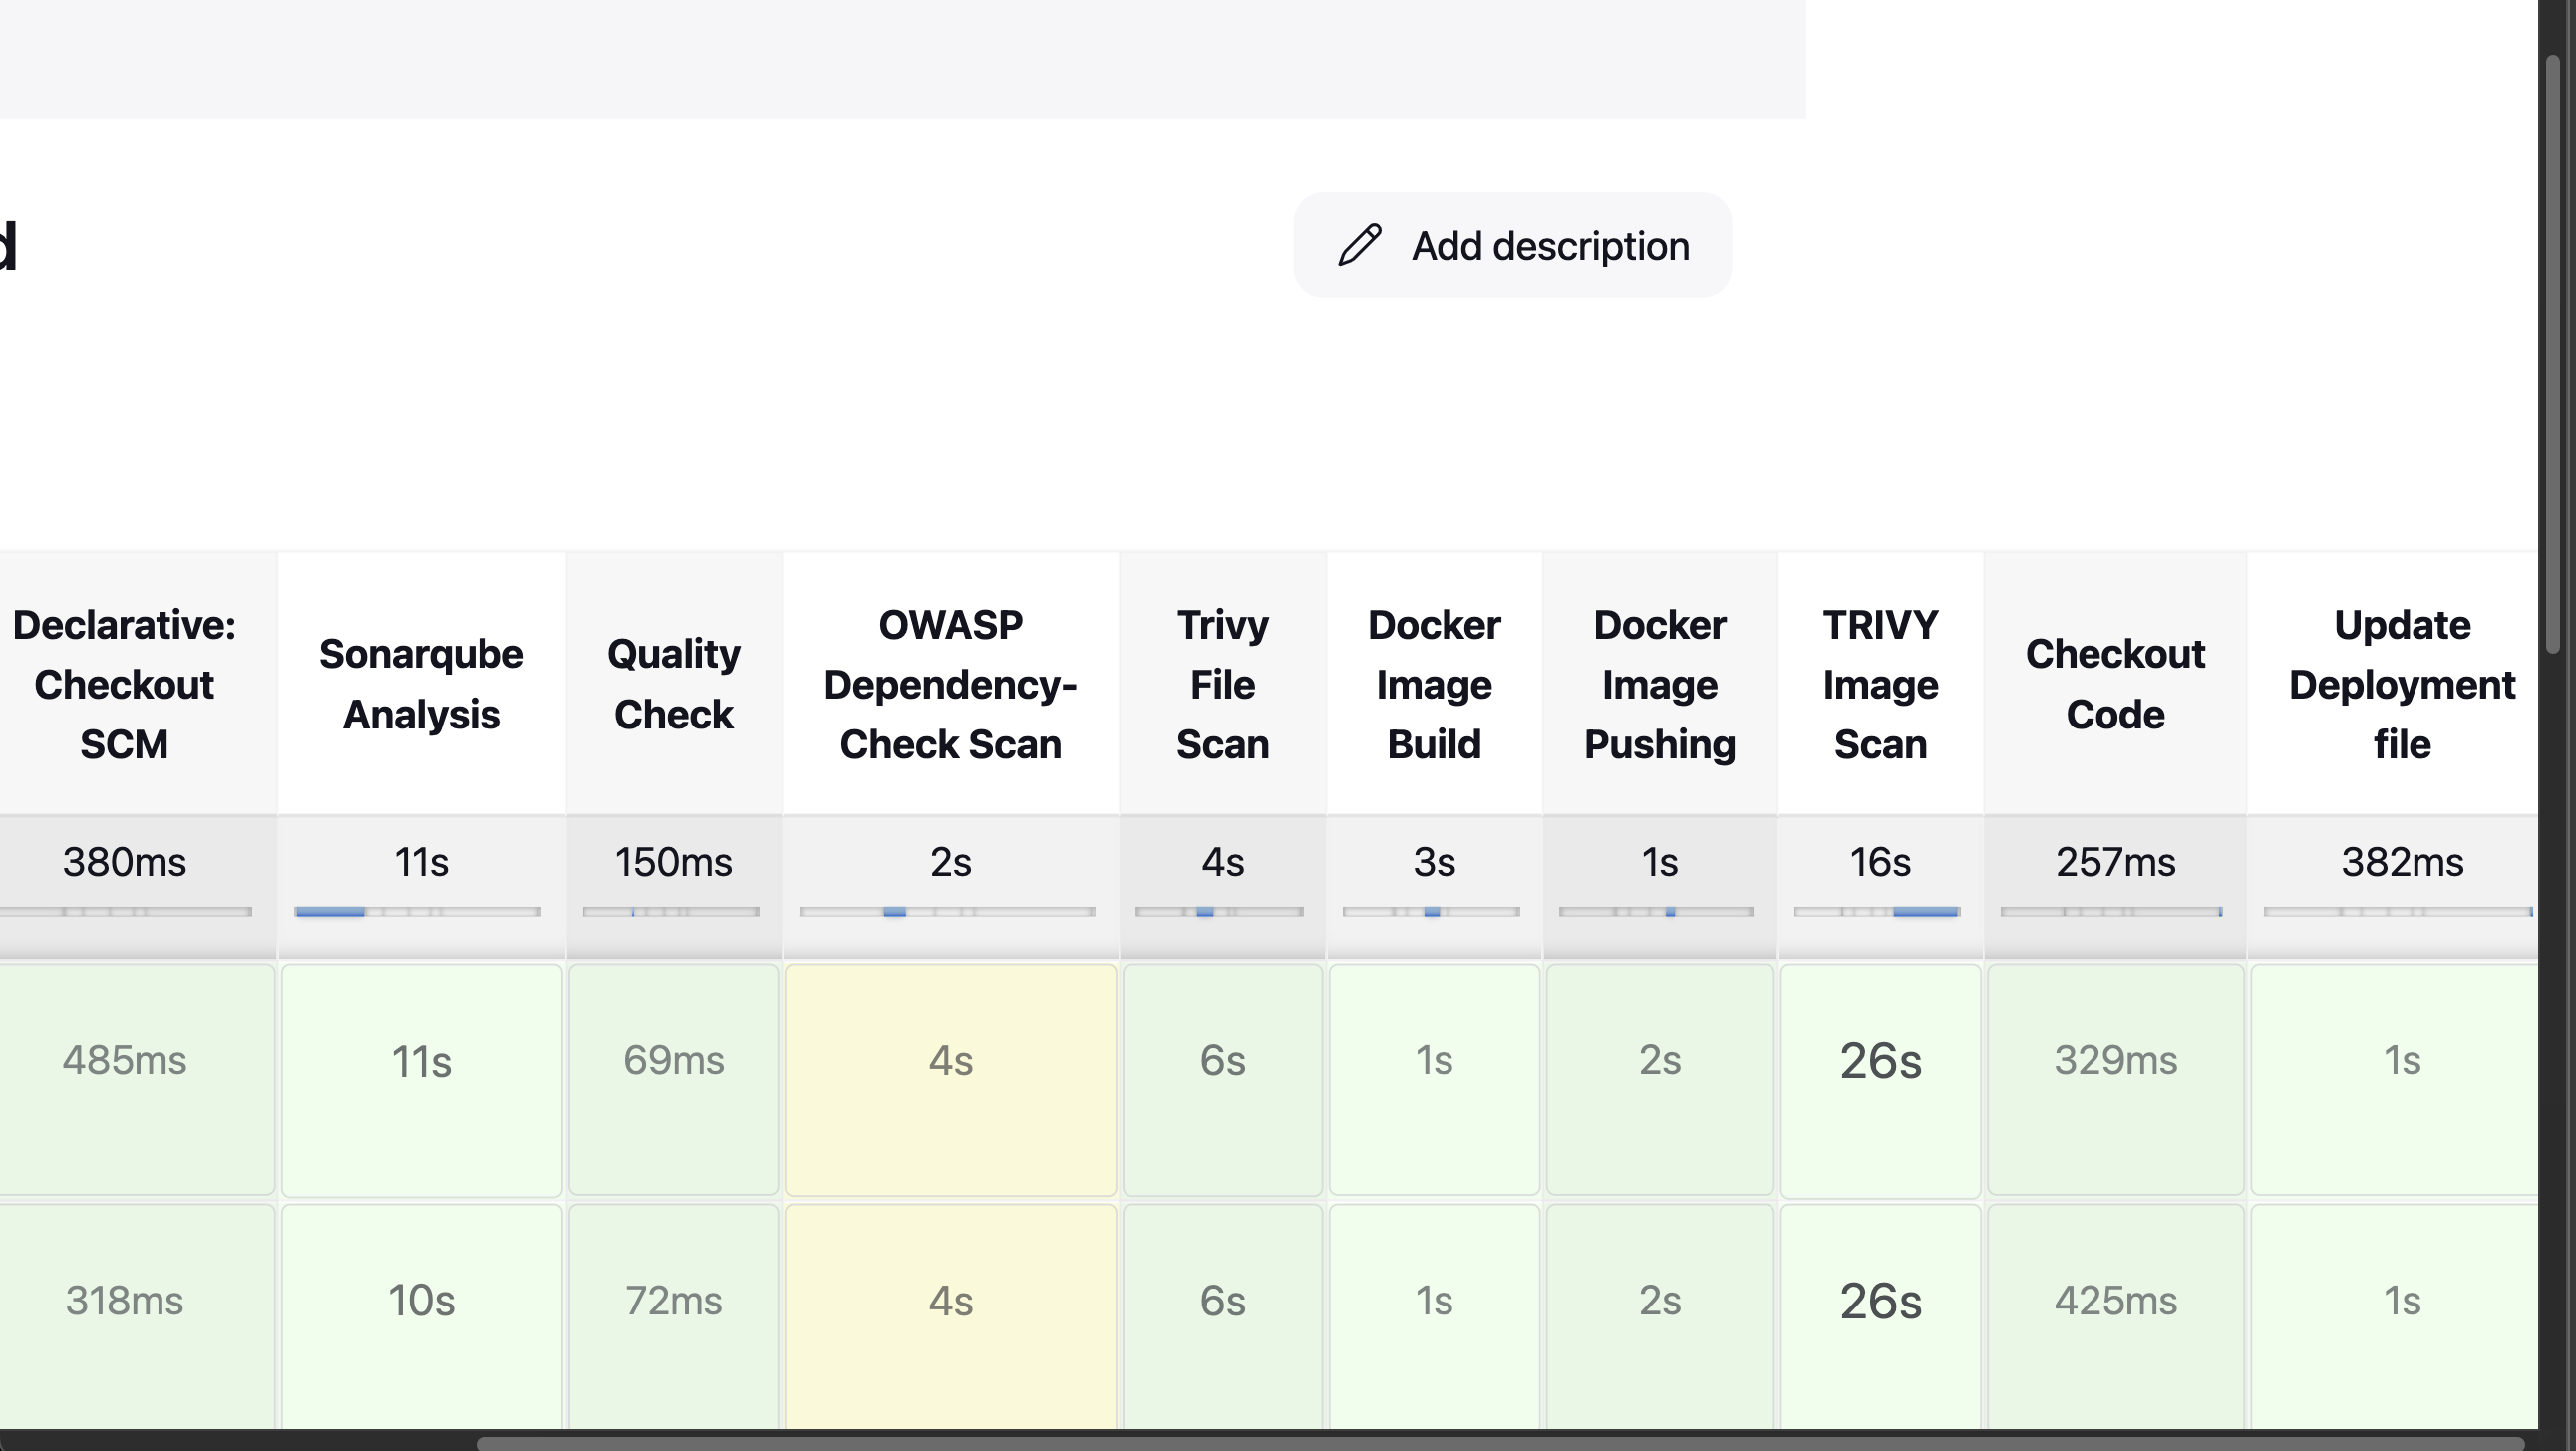 d
Add description
Declarative:
Checkout
SCM
Sonarqube
Analysis
Quality
Check
OWASP
Dependency-
Check Scan
Trivy
File
Scan
Docker
Image
Build
Docker
Image
Pushing
TRIVY
Image
Scan
Checkout
Code
Update
Deployment
file
380ms 11s 150ms 2s 4s 3s 1s 16s 257ms 382ms
485ms 11s 69ms 4s 6s 1s 2s 26s 329ms 1s
318ms 10s 72ms 4s 6s 1s 2s 26s 425ms 1s